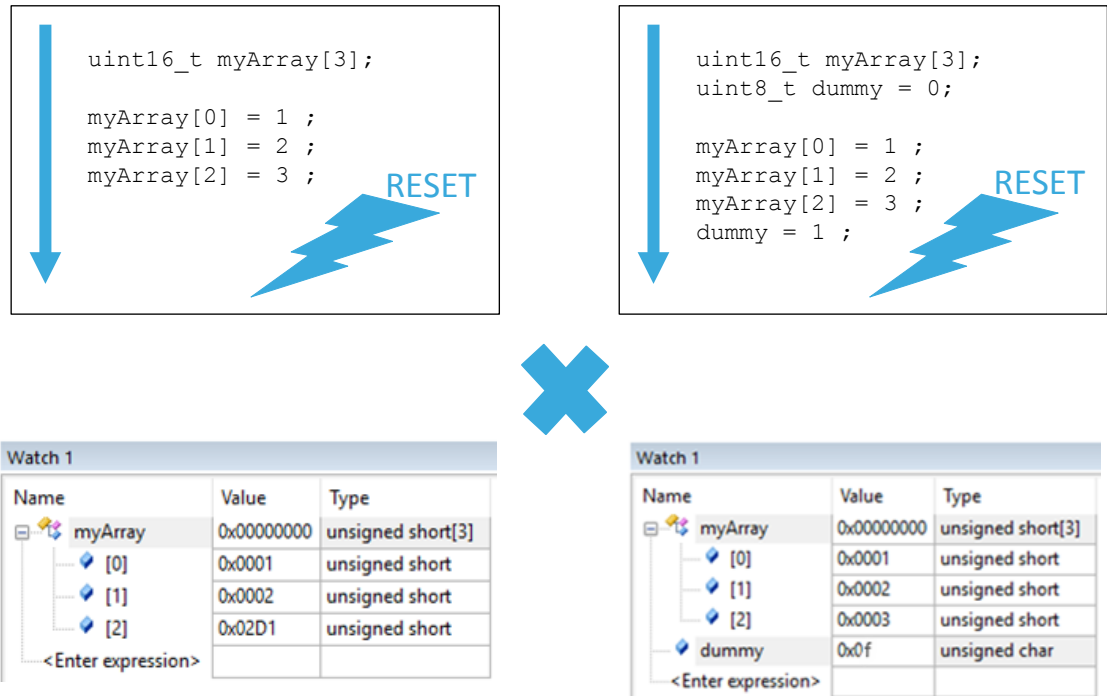 uint16_t myArray[3];
myArray[0] = 1 ;
myArray[1] = 2 ;
myArray[2] = 3 ;
RESET
uint16_t myArray[3];
uint8_t dummy = 0;
myArray[0] = 1 ;
myArray[1] = 2 ;
myArray[2] = 3 ;
dummy = 1 ;
RESET
Watch 1
Name Value Type
myArray 0x00000000 unsigned short[3]
[0] 0x0001 unsigned short
[1] 0x0002 unsigned short
[2] 0x02D1 unsigned short
<Enter expression>
Watch 1
Name Value Type
myArray 0x00000000 unsigned short[3]
[0] 0x0001 unsigned short
[1] 0x0002 unsigned short
[2] 0x0003 unsigned short
dummy 0x0f unsigned char
<Enter expression>